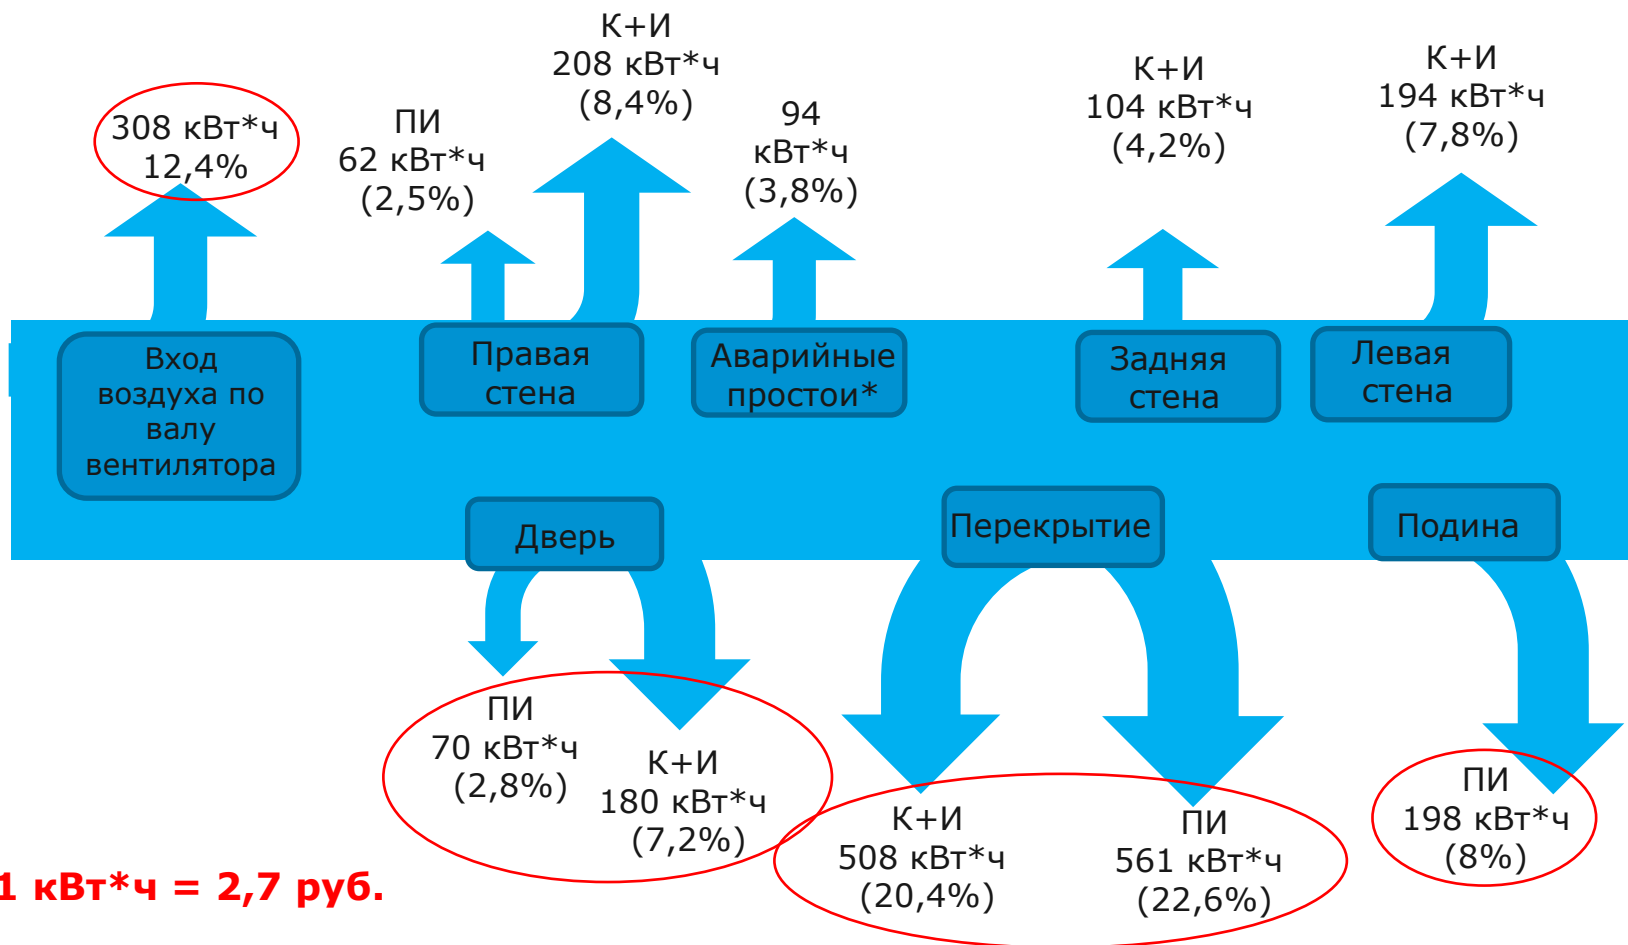 308 кВт*ч
12,4%
ПИ
62 кВт*ч
(2,5%)
К+И
208 кВт*ч
(8,4%)
94
кВт*ч
(3,8%)
К+И
104 кВт*ч
(4,2%)
К+И
194 кВт*ч
(7,8%)
Вход
воздуха по
валу
вентилятора
Правая
стена
Аварийные
простои*
Задняя
стена
Левая
стена
Дверь
Перекрытие
Подина
ПИ
70 кВт*ч
(2,8%)
К+И
180 кВт*ч
(7,2%)
К+И
508 кВт*ч
(20,4%)
ПИ
561 кВт*ч
(22,6%)
ПИ
198 кВт*ч
(8%)
1 кВт*ч = 2,7 руб.